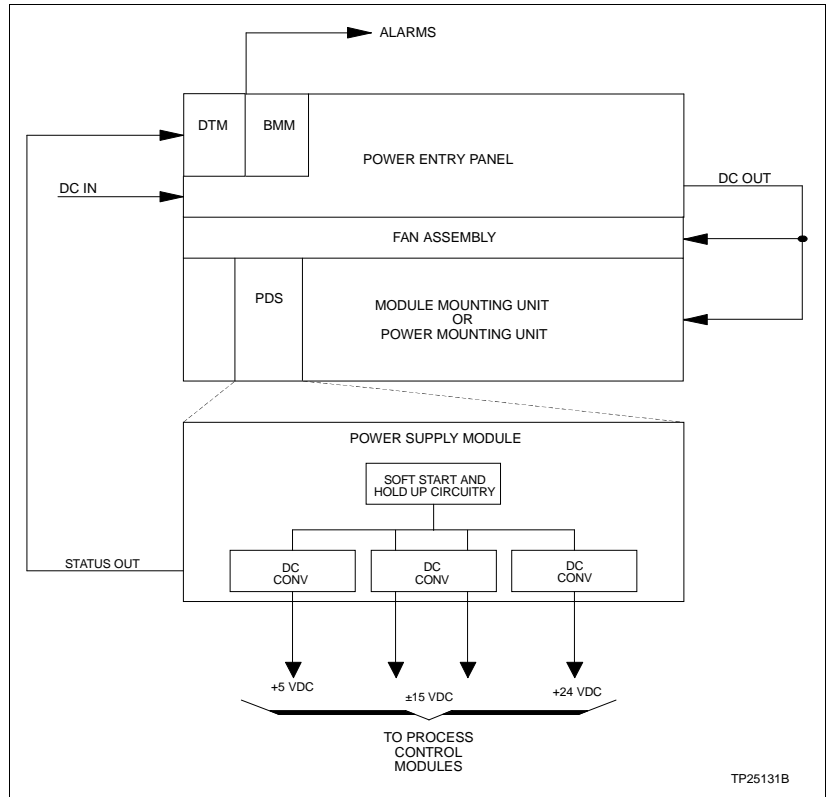 ALARMS
DTM
BMM
POWER ENTRY PANEL
DC IN
DC OUT
FAN ASSEMBLY
PDS
MODULE MOUNTING UNIT
OR
POWER MOUNTING UNIT
POWER SUPPLY MODULE
SOFT START AND
HOLD UP CIRCUITRY
STATUS OUT
DC
CONV
DC
CONV
DC
CONV
+5 VDC
±15 VDC
+24 VDC
TO PROCESS
CONTROL
MODULES
TP25131B